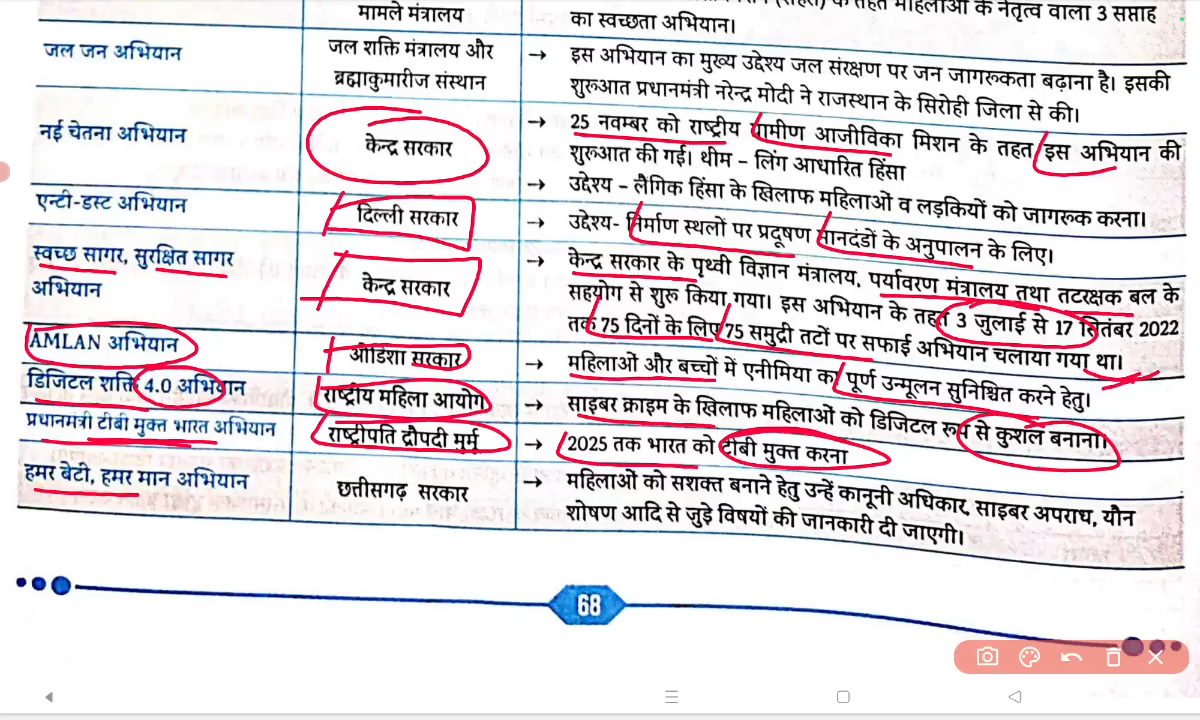 मामले मंत्रालय
के तहत महिलाओं के नेतृत्व वाला 3 सप्ताह
का स्वच्छता अभियान।
जल जन अभियान
जल शक्ति मंत्रालय और
ब्रह्माकुमारीज संस्थान
→ इस अभियान का मुख्य उद्देश्य जल संरक्षण पर जन जागरूकता बढ़ाना है। इसकी
शुरूआत प्रधानमंत्री नरेन्द्र मोदी ने राजस्थान के सिरोही जिला से की।
नई चेतना अभियान
केन्द्र सरकार
→ 25 नवम्बर को राष्ट्रीय ग्रामीण आजीविका मिशन के तहत इस अभियान की
शुरूआत की गई। थीम – लिंग आधारित हिंसा
→ उद्देश्य – लैंगिक हिंसा के खिलाफ महिलाओं व लड़कियों को जागरुक करना।
एन्टी-डस्ट अभियान
दिल्ली सरकार
→ उद्देश्य- निर्माण स्थलों पर प्रदूषण मानदंडों के अनुपालन के लिए।
स्वच्छ सागर, सुरक्षित सागर
अभियान
केन्द्र सरकार
→ केन्द्र सरकार के पृथ्वी विज्ञान मंत्रालय, पर्यावरण मंत्रालय तथा तटरक्षक बल के
सहयोग से शुरू किया गया। इस अभियान के तहत 3 जुलाई से 17 सितंबर 2022
तक 75 दिनों के लिए 75 समुद्री तटों पर सफाई अभियान चलाया गया था।
AMLAN अभियान
ओडिशा सरकार
→ महिलाओं और बच्चों में एनीमिया का पूर्ण उन्मूलन सुनिश्चित करने हेतु।
डिजिटल शक्ति 4.0 अभियान
राष्ट्रीय महिला आयोग
→ साइबर क्राइम के खिलाफ महिलाओं को डिजिटल रूप से कुशल बनाना।
प्रधानमंत्री टीबी मुक्त भारत अभियान
राष्ट्रपति द्रौपदी मुर्मू
→ 2025 तक भारत को टीबी मुक्त करना
हमर बेटी, हमर मान अभियान
छत्तीसगढ़ सरकार
→ महिलाओं को सशक्त बनाने हेतु उन्हें कानूनी अधिकार, साइबर अपराध, यौन
शोषण आदि से जुड़े विषयों की जानकारी दी जाएगी।
68